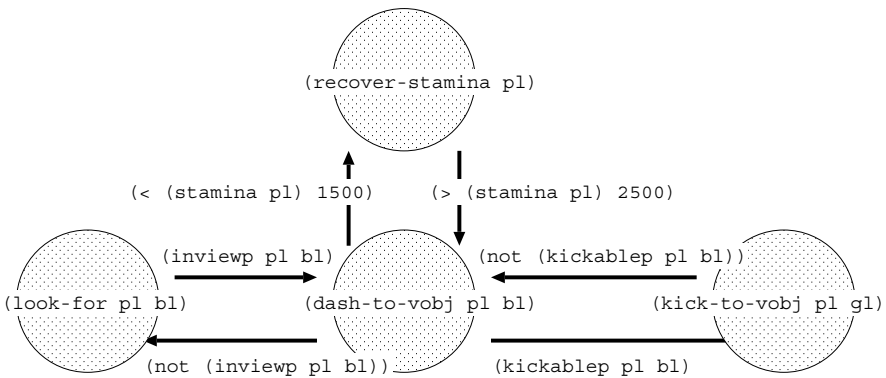 (recover-stamina pl)
(< (stamina pl) 1500)
(> (stamina pl) 2500)
(inviewp pl bl)
(not (kickablep pl bl))
(look-for pl bl)
(dash-to-vobj pl bl)
(kick-to-vobj pl gl)
(not (inviewp pl bl))
(kickablep pl bl)